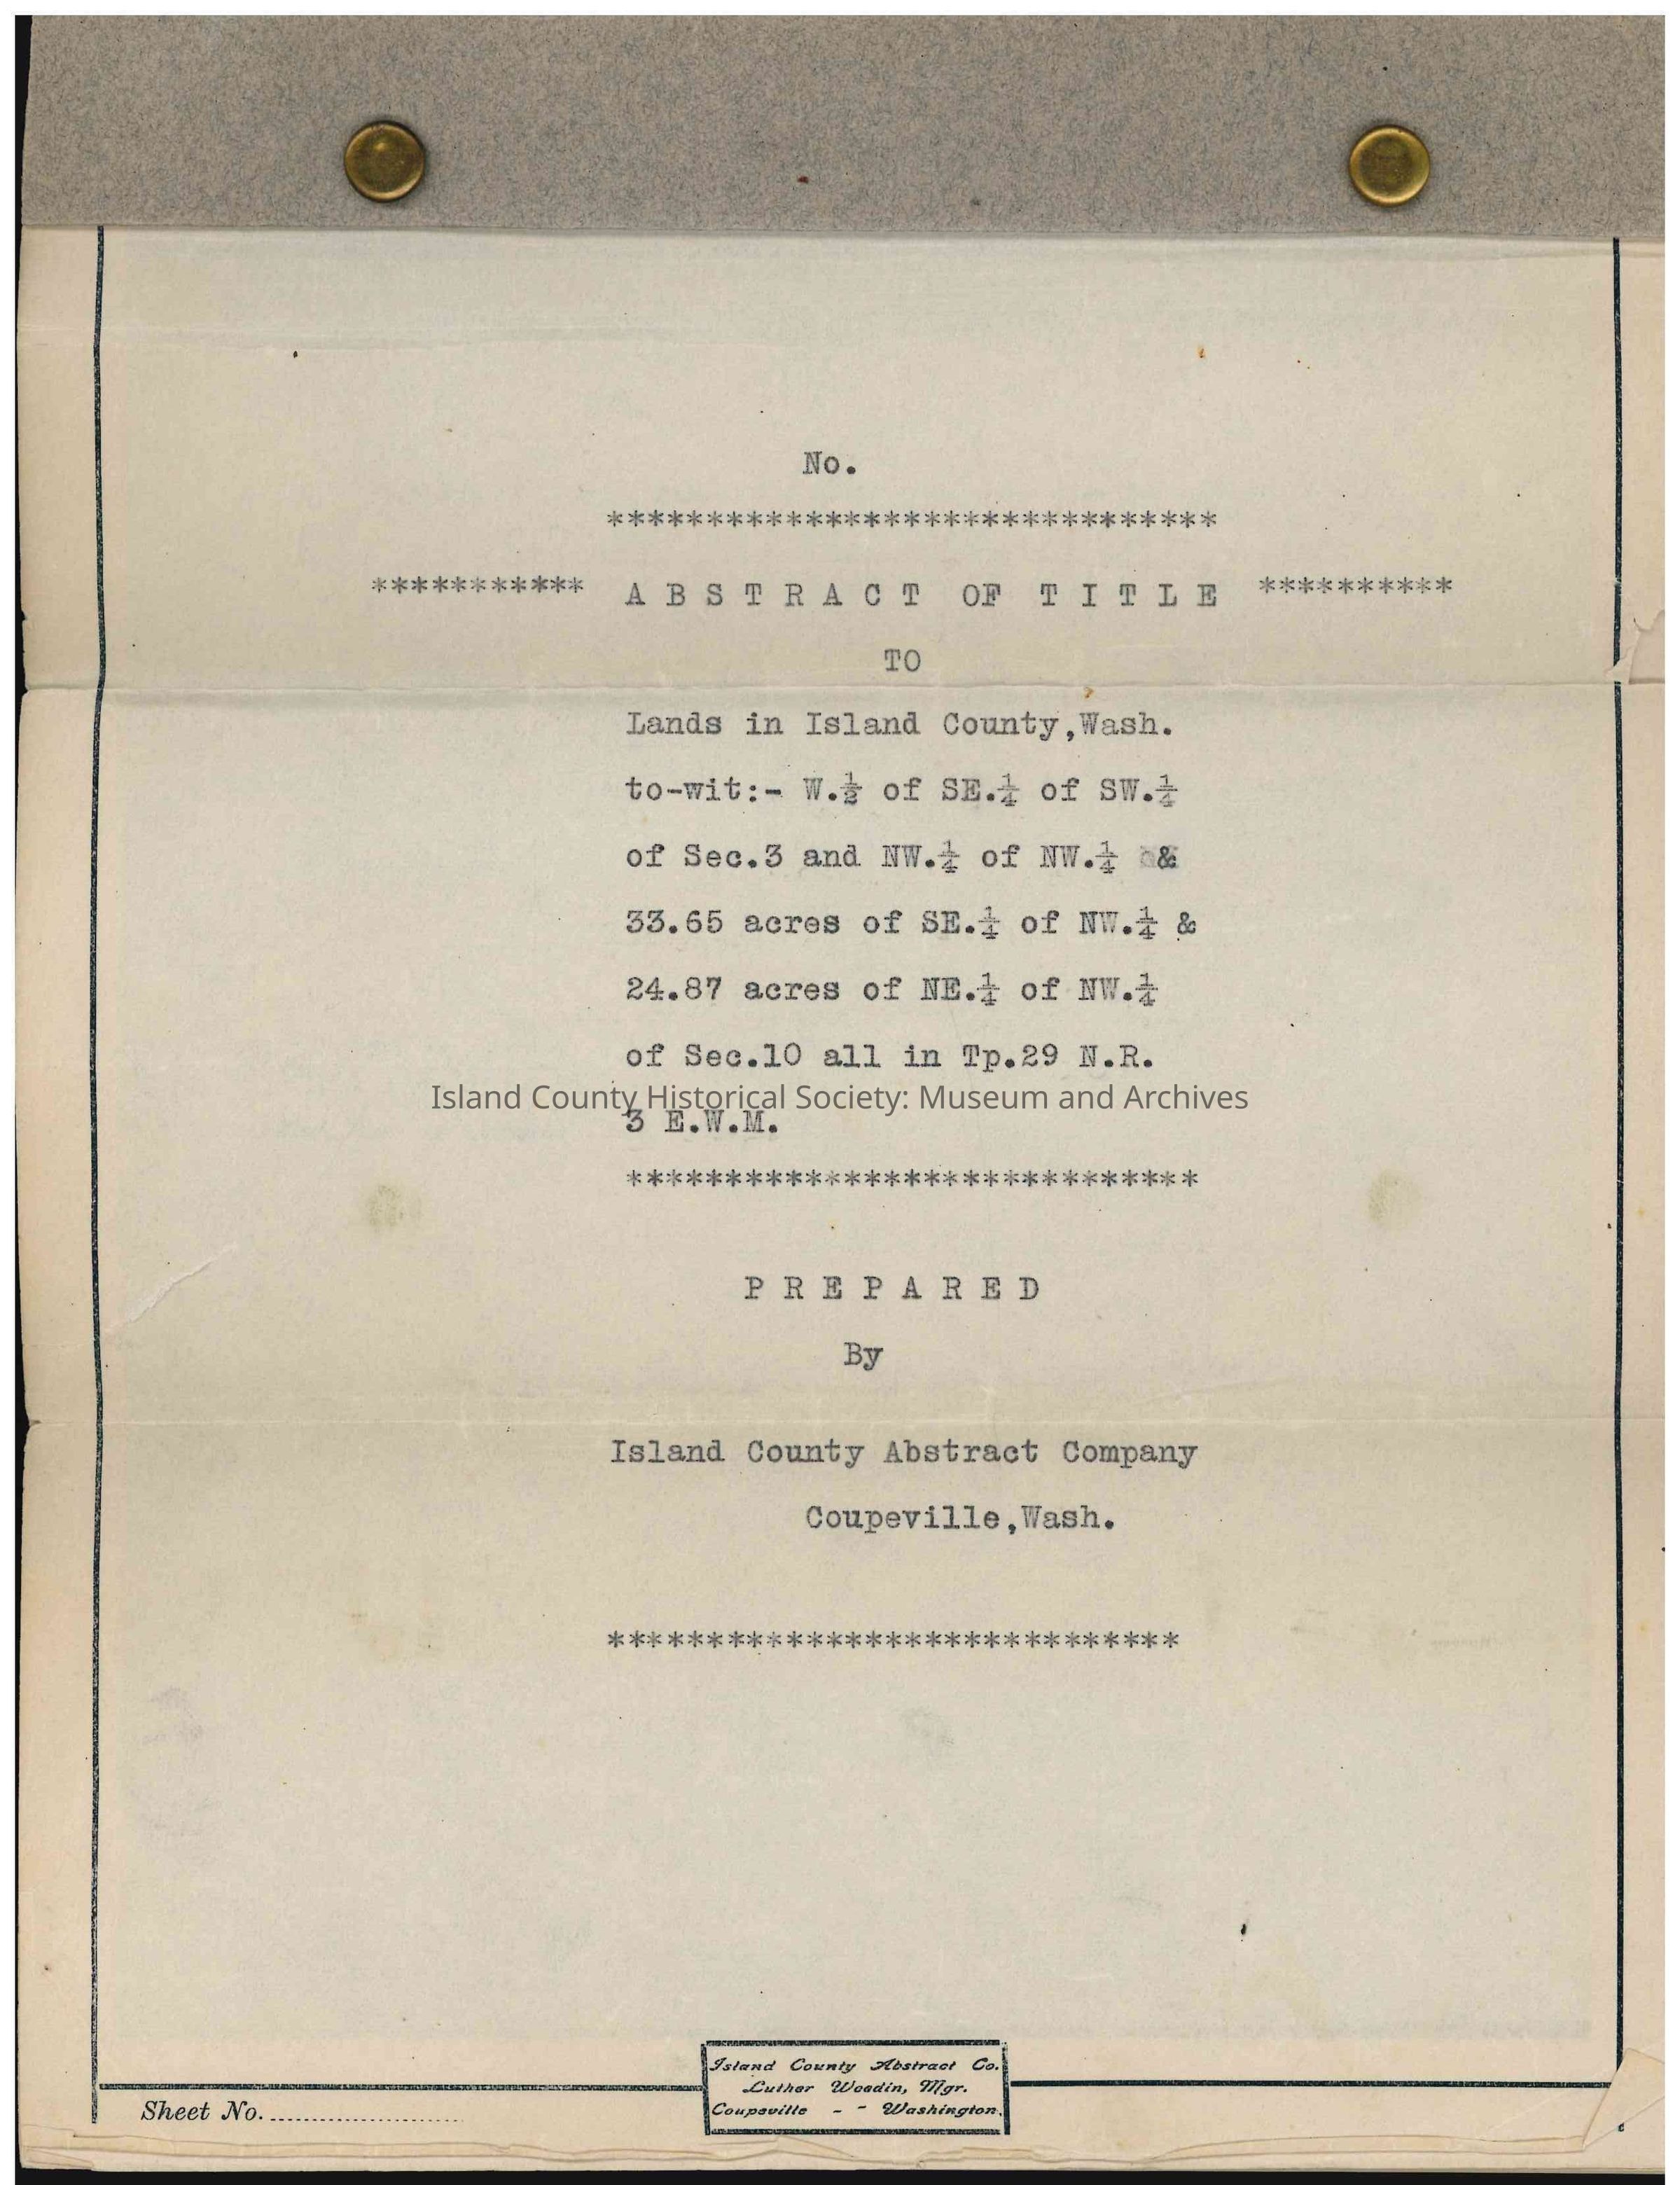 No.
*******************************
*********** A B S T R A C T OF T I T L E **********
TO
Lands in Island County,Wash.
to-wit:- W.½ of SE.¼ of SW.¼
of Sec.3 and NW.¼ of NW.¼ &
33.65 acres of SE.¼ of NW.¼ &
24.87 acres of NE.¼ of NW.¼
of Sec.10 all in Tp.29 N.R.
Island County Historical Society: Museum and Archives
3 E.W.M.
*****************************
P R E P A R E D
By
Island County Abstract Company
Coupeville,Wash.
*****************************
Island County Abstract Co.
Luther Weedin, Mgr.
Coupeville - - Washington.
Sheet No.